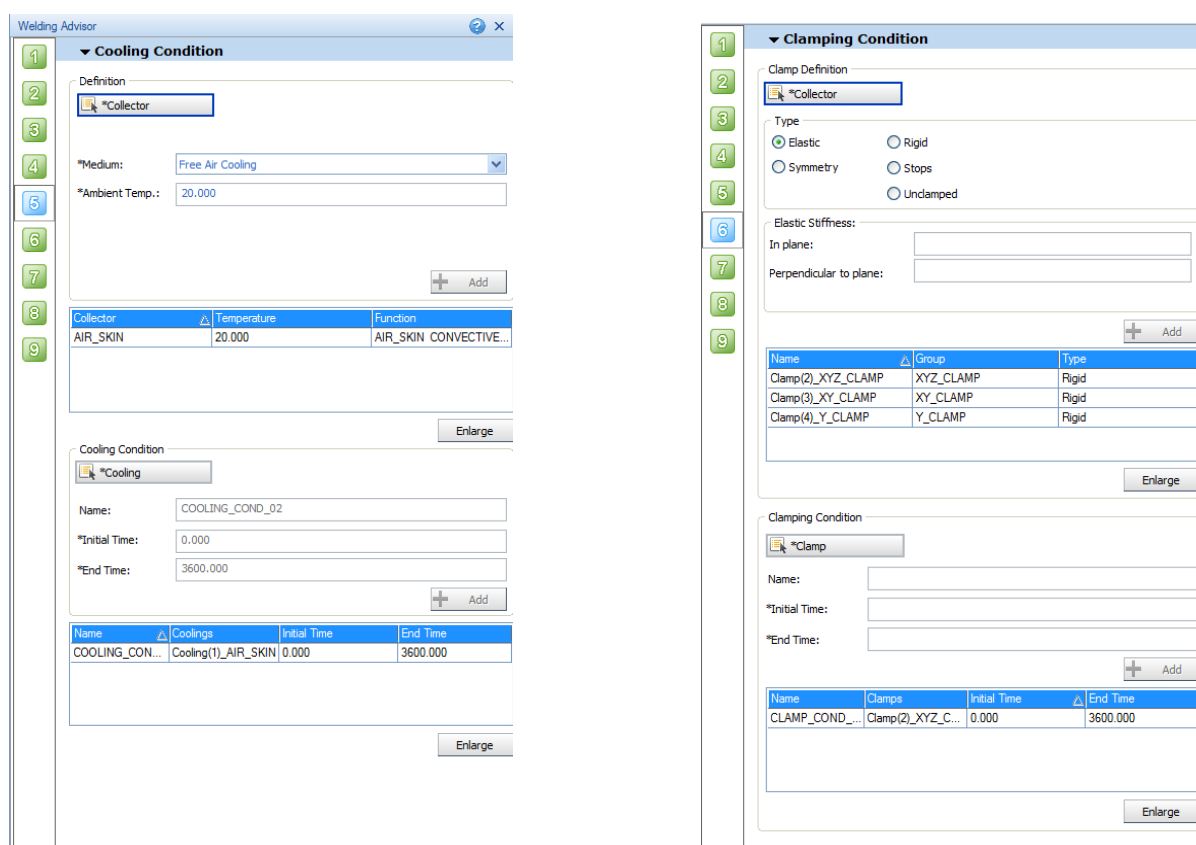 Welding Advisor
1
2
3
4
5
6
7
8
9
Cooling Condition
Definition
*Collector
*Medium: Free Air Cooling
*Ambient Temp.: 20.000
Add
Collector Temperature Function
AIR_SKIN 20.000 AIR_SKIN CONVECTIVE...
Enlarge
Cooling Condition
*Cooling
Name: COOLING_COND_02
*Initial Time: 0.000
*End Time: 3600.000
Add
Name Coolings Initial Time End Time
COOLING_CON... Cooling(1)_AIR_SKIN 0.000 3600.000
Enlarge
1
2
3
4
5
6
7
8
9
Clamping Condition
Clamp Definition
*Collector
Type
Elastic Rigid
Symmetry Stops
Unclamped
Elastic Stiffness:
In plane:
Perpendicular to plane:
Add
Name Group Type
Clamp(2)_XYZ_CLAMP XYZ_CLAMP Rigid
Clamp(3)_XY_CLAMP XY_CLAMP Rigid
Clamp(4)_Y_CLAMP Y_CLAMP Rigid
Enlarge
Clamping Condition
*Clamp
Name:
*Initial Time:
*End Time:
Add
Name Clamps Initial Time End Time
CLAMP_COND_... Clamp(2)_XYZ_C... 0.000 3600.000
Enlarge